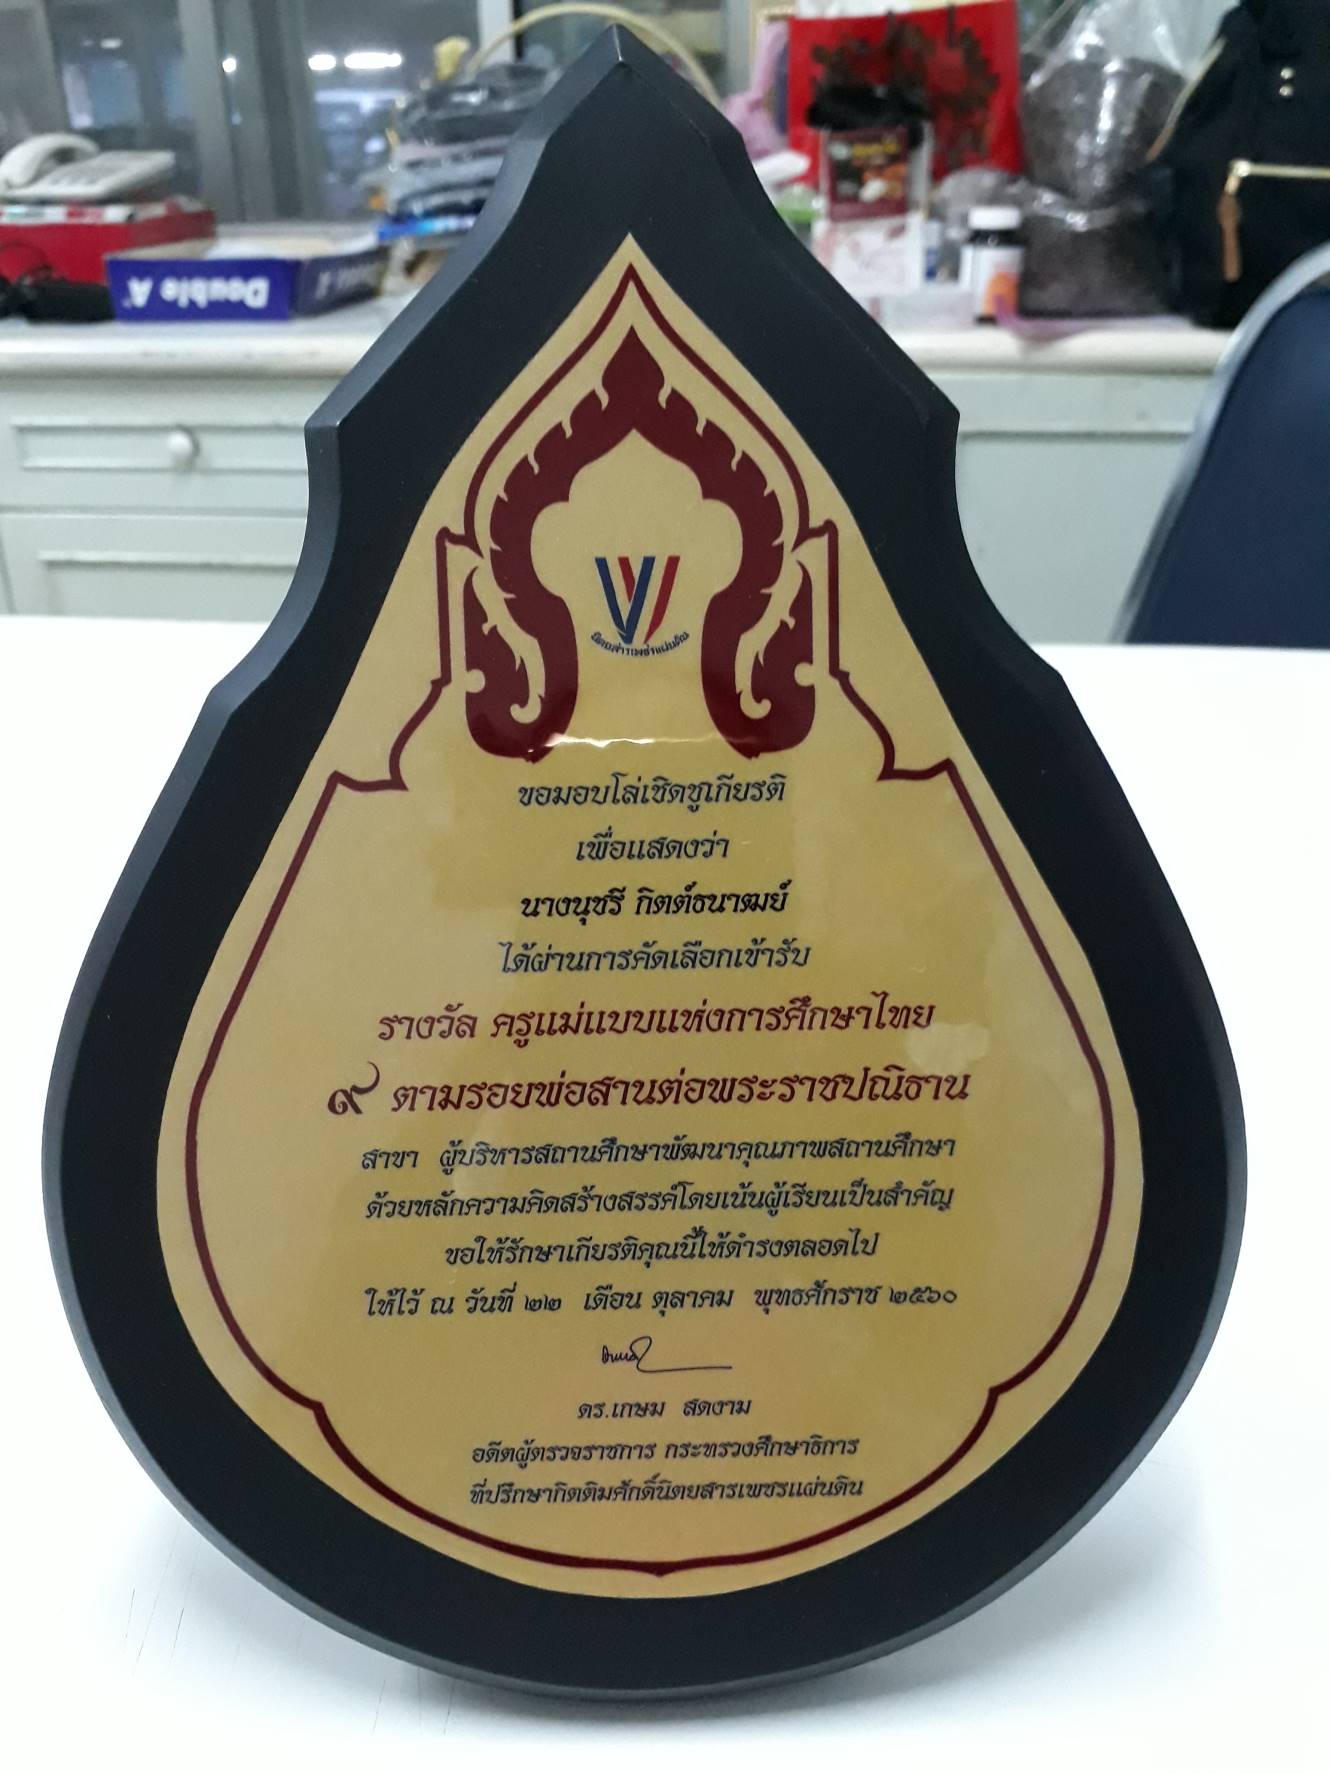 Double A
นิตยสารเพชรแผ่นดิน
ขอมอบโล่เชิดชูเกียรติ
เพื่อแสดงว่า
นางนุชรี กิตต์ธนาฒย์
ได้ผ่านการคัดเลือกเข้ารับ
รางวัล ครูแม่แบบแห่งการศึกษาไทย
๙ ตามรอยพ่อสานต่อพระราชปณิธาน
สาขา ผู้บริหารสถานศึกษาพัฒนาคุณภาพสถานศึกษา
ด้วยหลักความคิดสร้างสรรค์โดยเน้นผู้เรียนเป็นสำคัญ
ขอให้รักษาเกียรติคุณนี้ให้ดำรงตลอดไป
ให้ไว้ ณ วันที่ ๒๒ เดือน ตุลาคม พุทธศักราช ๒๕๖๐
ดร.เกษม สดงาม
อดีตผู้ตรวจราชการ กระทรวงศึกษาธิการ
ที่ปรึกษากิตติมศักดิ์นิตยสารเพชรแผ่นดิน